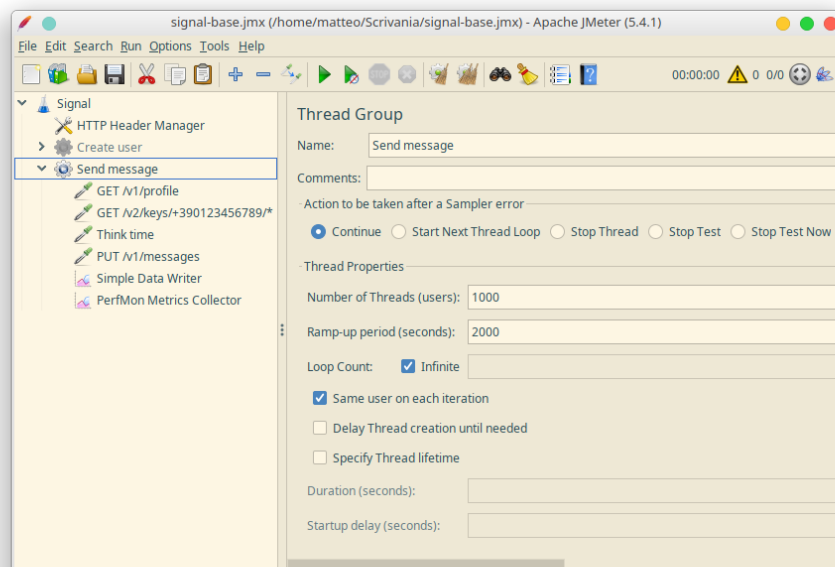 signal-base.jmx (/home/matteo/Scrivania/signal-base.jmx) - Apache JMeter (5.4.1)
File Edit Search Run Options Tools Help
STOP 00:00:00 0 0/0
Signal
HTTP Header Manager
Create user
Send message
GET /v1/profile
GET /v2/keys/+390123456789/*
Think time
PUT /v1/messages
Simple Data Writer
PerfMon Metrics Collector
Thread Group
Name: Send message
Comments:
Action to be taken after a Sampler error
Continue Start Next Thread Loop Stop Thread Stop Test Stop Test Now
Thread Properties
Number of Threads (users): 1000
Ramp-up period (seconds): 2000
Loop Count: Infinite
Same user on each iteration
Delay Thread creation until needed
Specify Thread lifetime
Duration (seconds):
Startup delay (seconds):